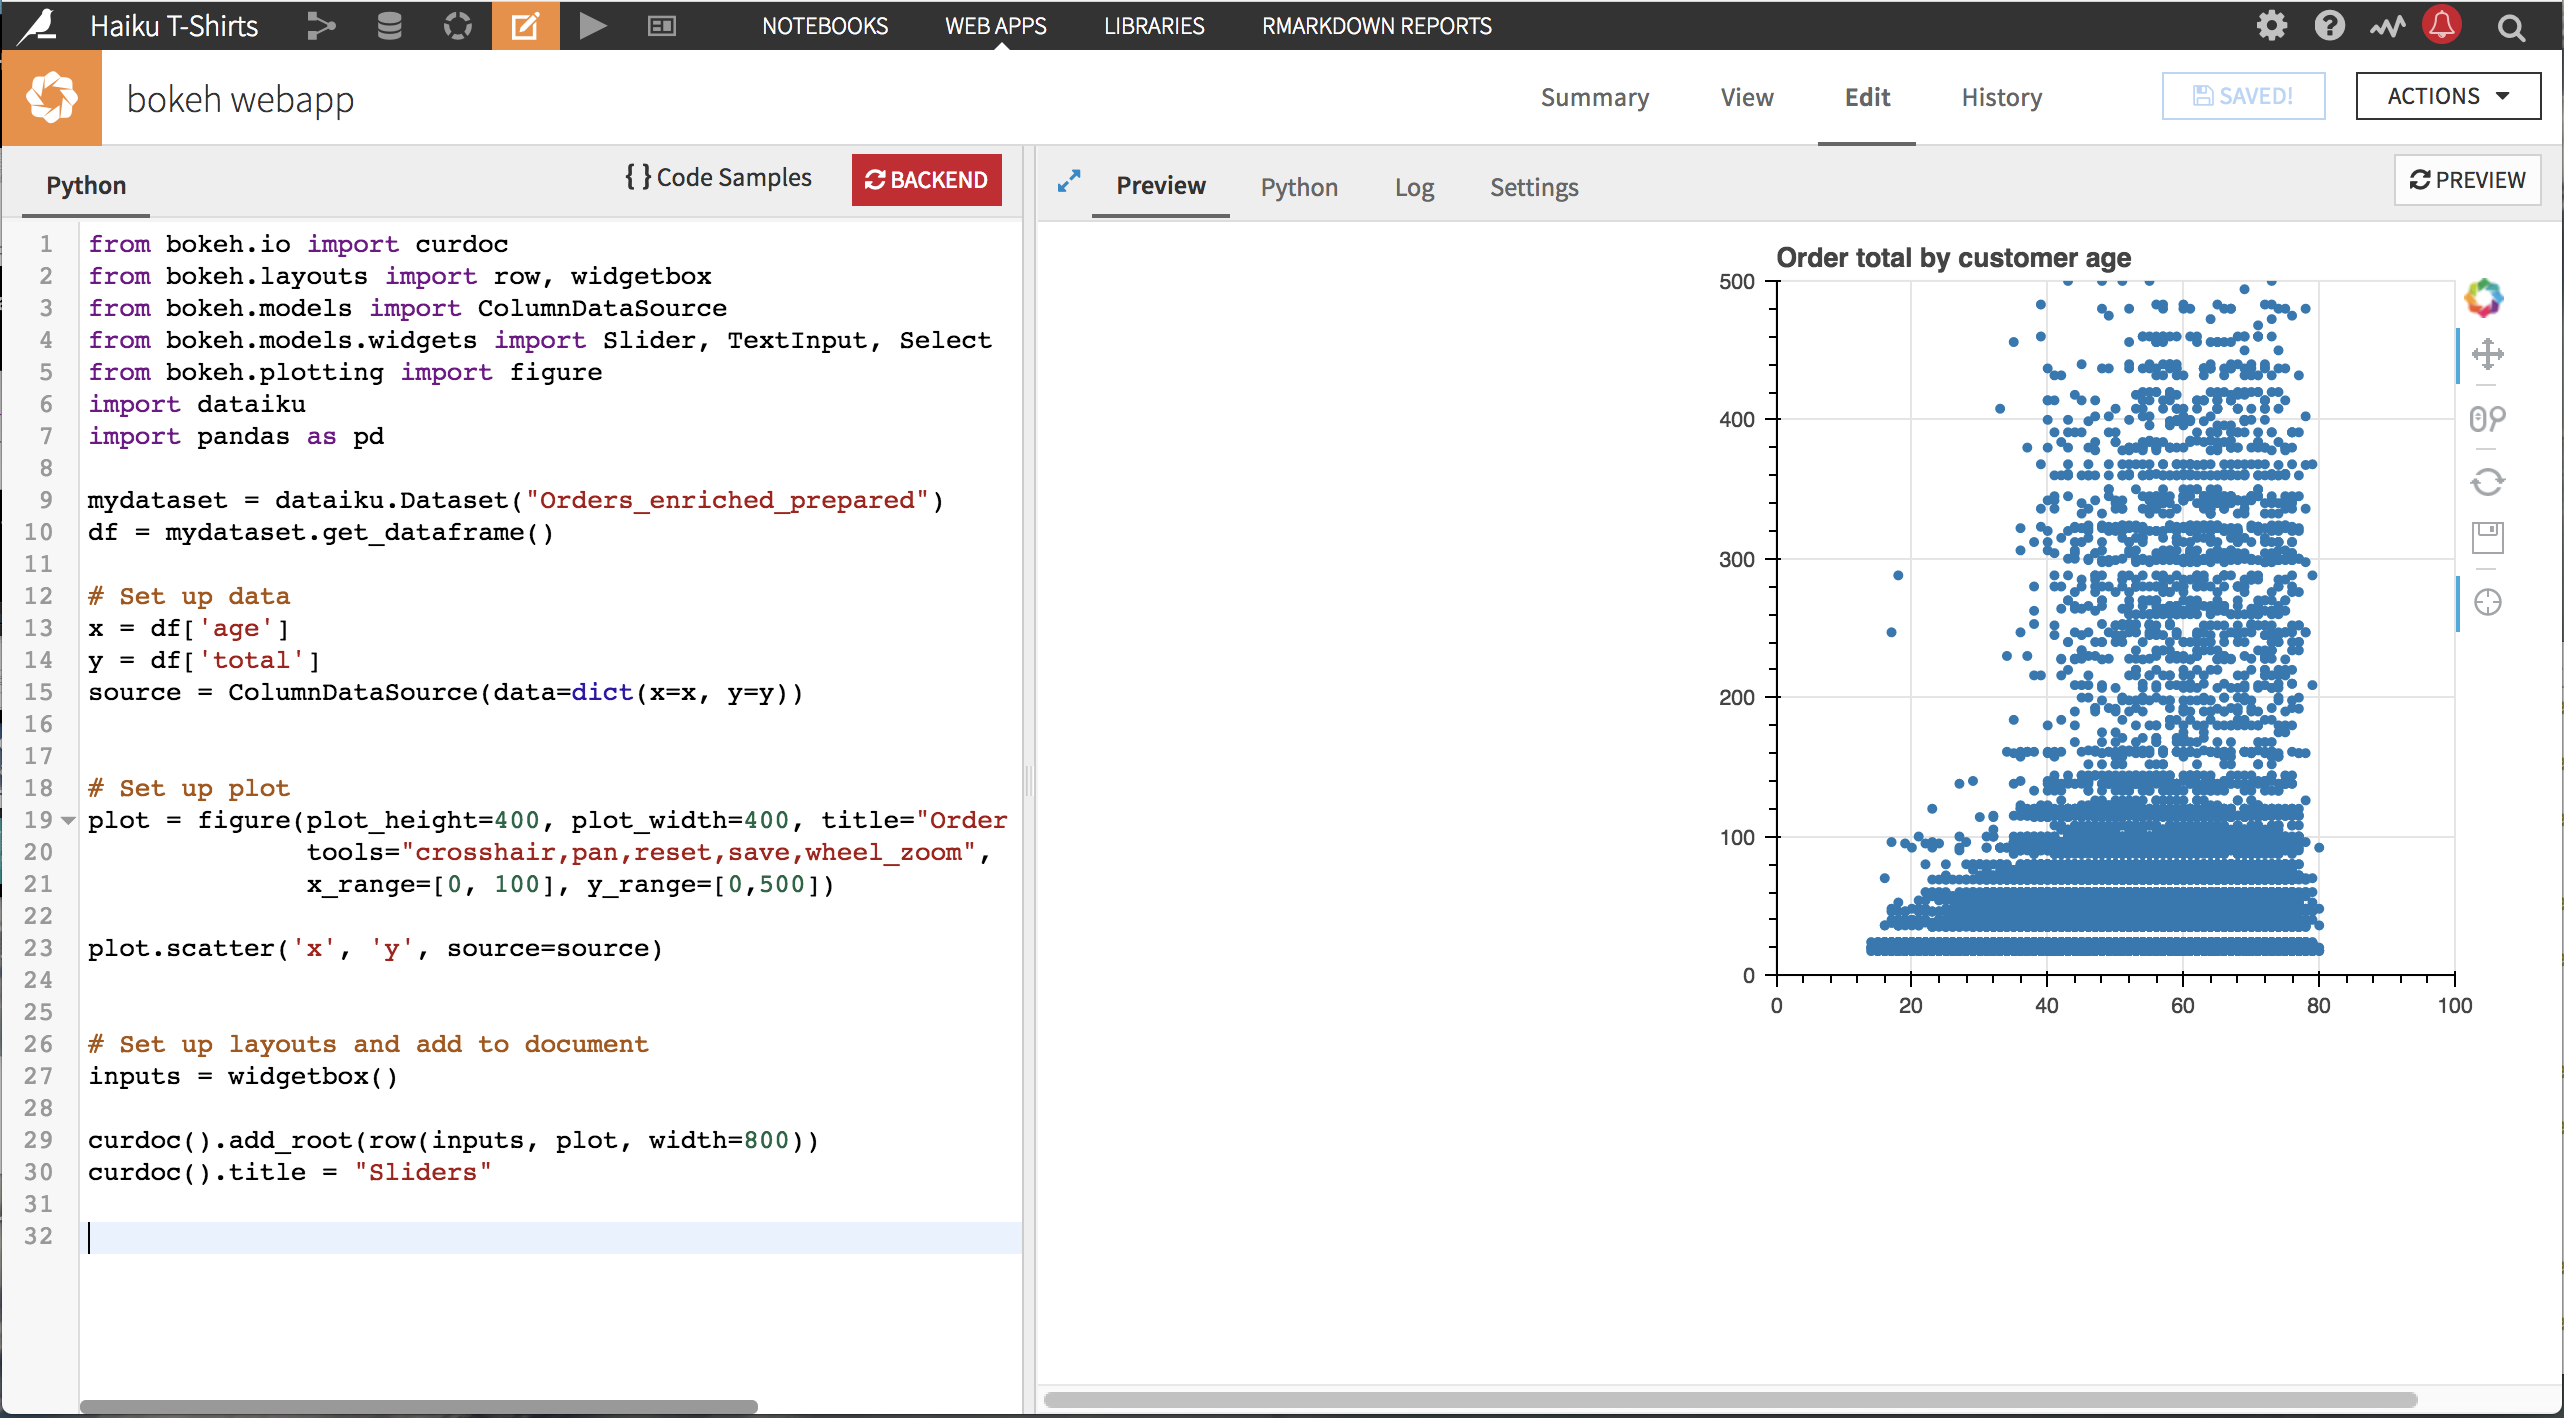 Haiku T-Shirts NOTEBOOKS WEB APPS LIBRARIES RMARKDOWN REPORTS
bokeh webapp Summary View Edit History SAVED! ACTIONS
Python { } Code Samples BACKEND
Preview Python Log Settings PREVIEW
1 from bokeh.io import curdoc
2 from bokeh.layouts import row, widgetbox
3 from bokeh.models import ColumnDataSource
4 from bokeh.models.widgets import Slider, TextInput, Select
5 from bokeh.plotting import figure
6 import dataiku
7 import pandas as pd
8
9 mydataset = dataiku.Dataset("Orders_enriched_prepared")
10 df = mydataset.get_dataframe()
11
12 # Set up data
13 x = df['age']
14 y = df['total']
15 source = ColumnDataSource(data=dict(x=x, y=y))
16
17
18 # Set up plot
19 plot = figure(plot_height=400, plot_width=400, title="Order
20 tools="crosshair,pan,reset,save,wheel_zoom",
21 x_range=[0, 100], y_range=[0,500])
22
23 plot.scatter('x', 'y', source=source)
24
25
26 # Set up layouts and add to document
27 inputs = widgetbox()
28
29 curdoc().add_root(row(inputs, plot, width=800))
30 curdoc().title = "Sliders"
31
32
Order total by customer age
500
400
300
200
100
0
0 20 40 60 80 100